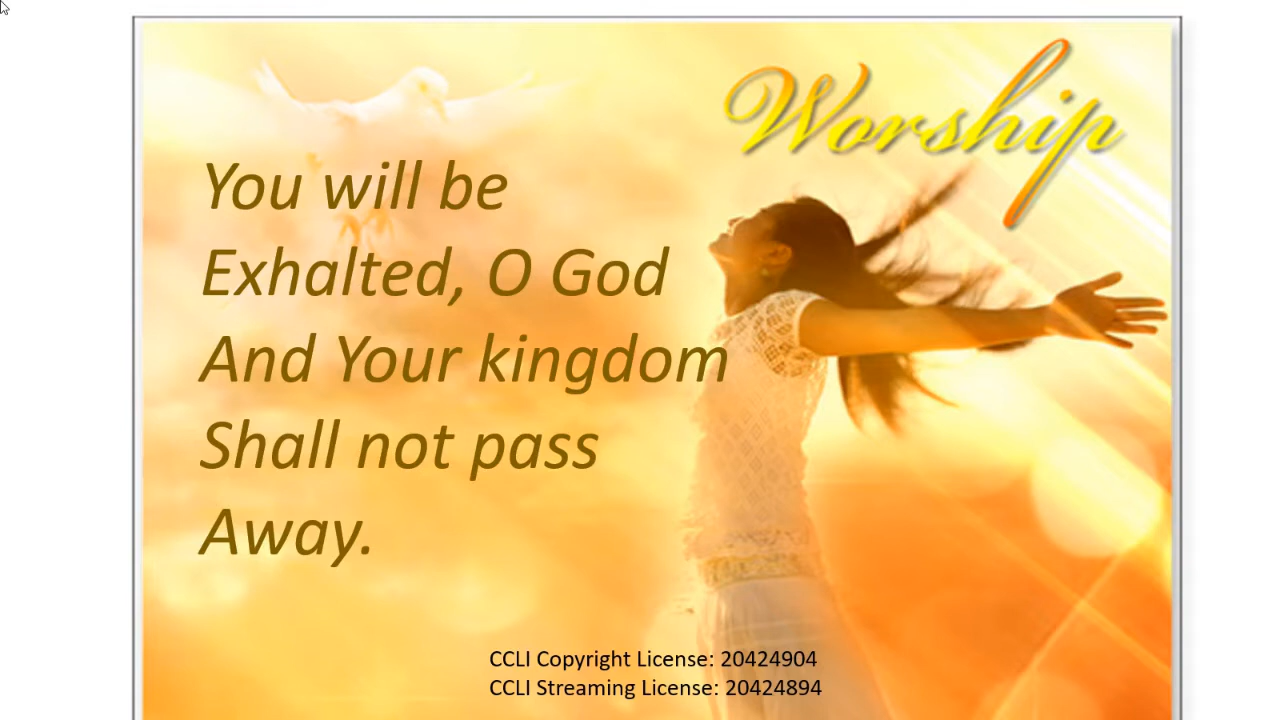 Worship
You will be
Exhalted, O God
And Your kingdom
Shall not pass
Away.
CCLI Copyright License: 20424904
CCLI Streaming License: 20424894